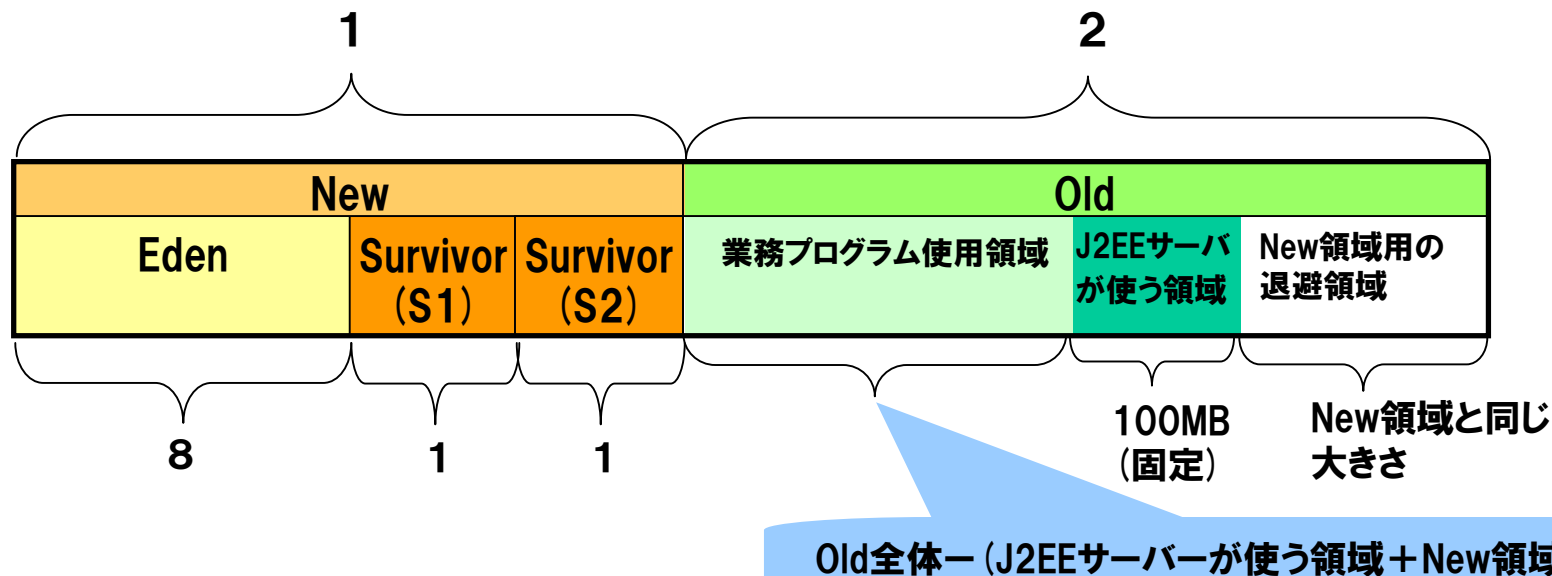 1
2
New
Old
Eden
Survivor
(S1)
Survivor
(S2)
業務プログラム使用領域
J2EEサーバ
が使う領域
New領域用の
退避領域
8
1
1
100MB
(固定)
New領域と同じ
大きさ
Old全体ー(J2EEサーバーが使う領域+New領域